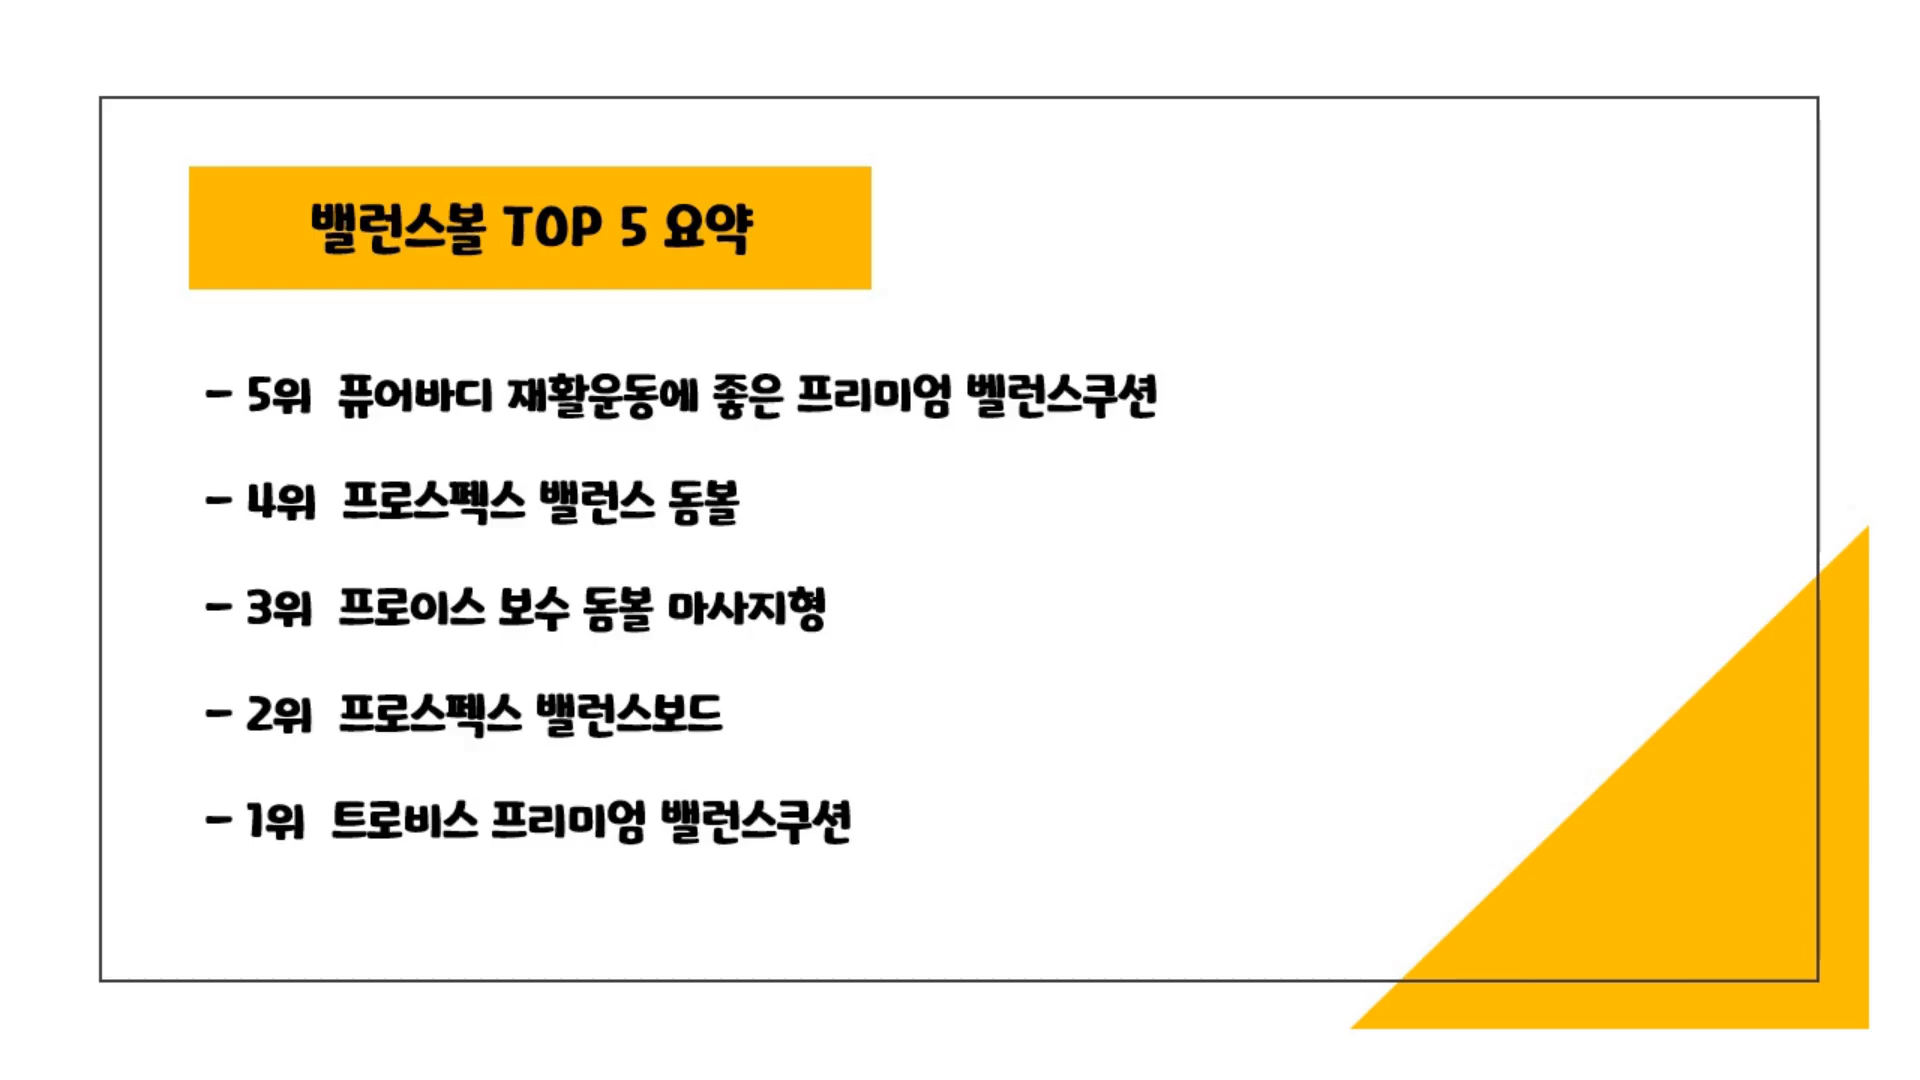 밸런스볼 TOP 5 요약
- 5위 퓨어바디 재활운동에 좋은 프리미엄 벨런스쿠션
- 4위 프로스펙스 밸런스 돔볼
- 3위 프로이스 보수 돔볼 마사지형
- 2위 프로스펙스 밸런스보드
- 1위 트로비스 프리미엄 밸런스쿠션